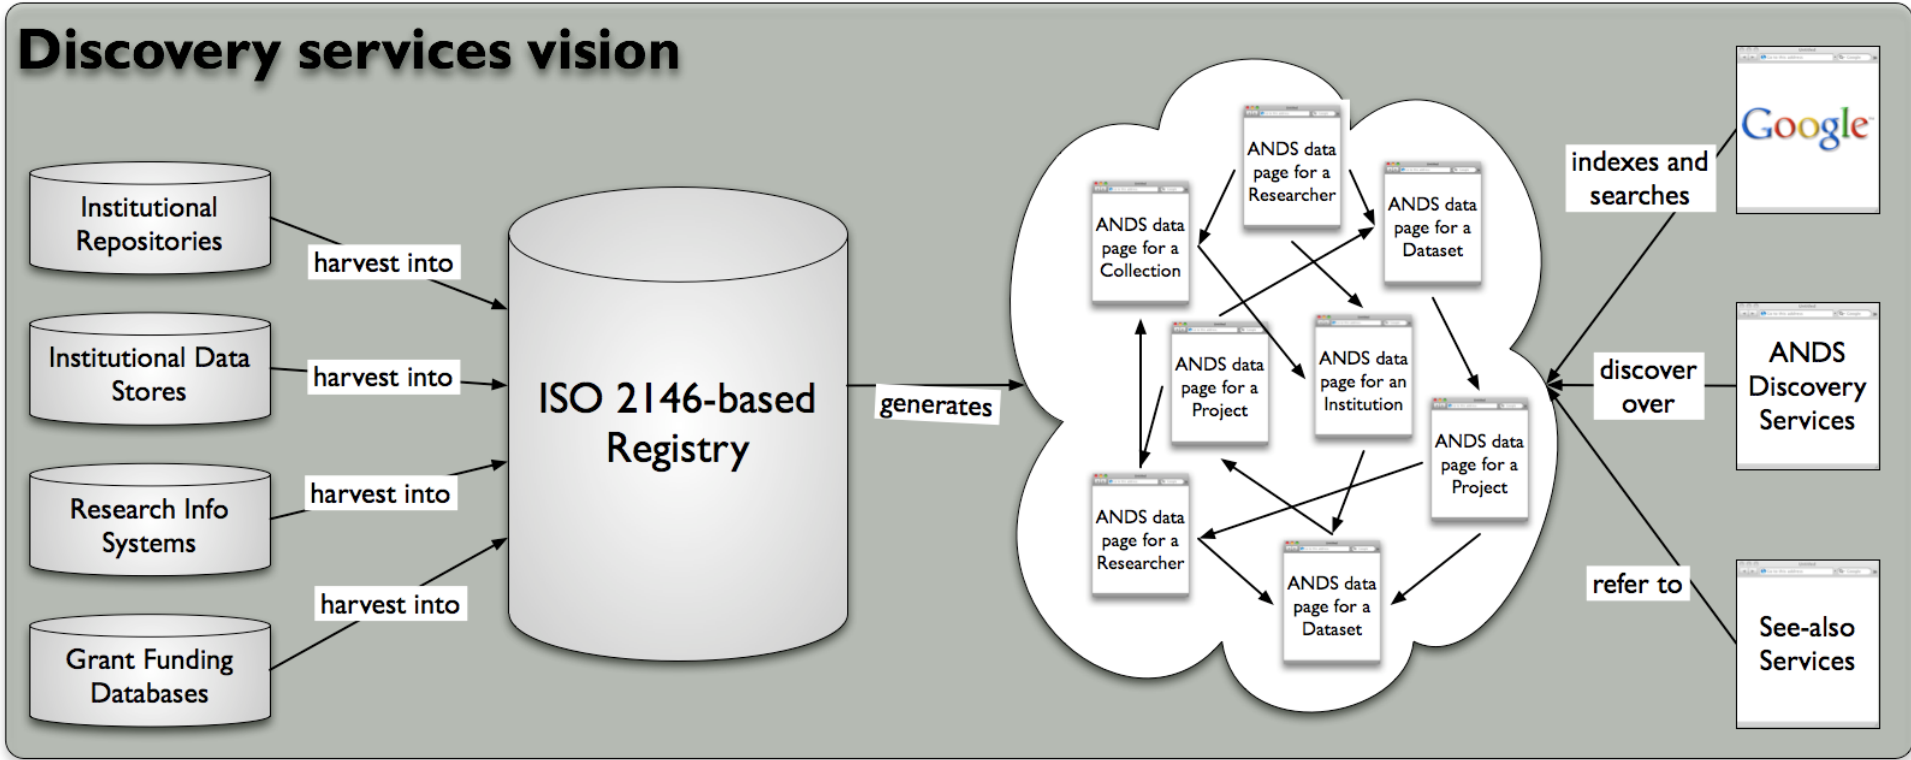 Discovery services vision
Institutional
Repositories
harvest into
Institutional Data
Stores
harvest into
Research Info
Systems
harvest into
Grant Funding
Databases
harvest into
ISO 2146-based
Registry
generates
ANDS data
page for a
Researcher
ANDS data
page for a
Collection
ANDS data
page for a
Dataset
ANDS data
page for a
Project
ANDS data
page for an
Institution
ANDS data
page for a
Project
ANDS data
page for a
Researcher
ANDS data
page for a
Dataset
indexes and
searches
Google
discover
over
ANDS
Discovery
Services
refer to
See-also
Services